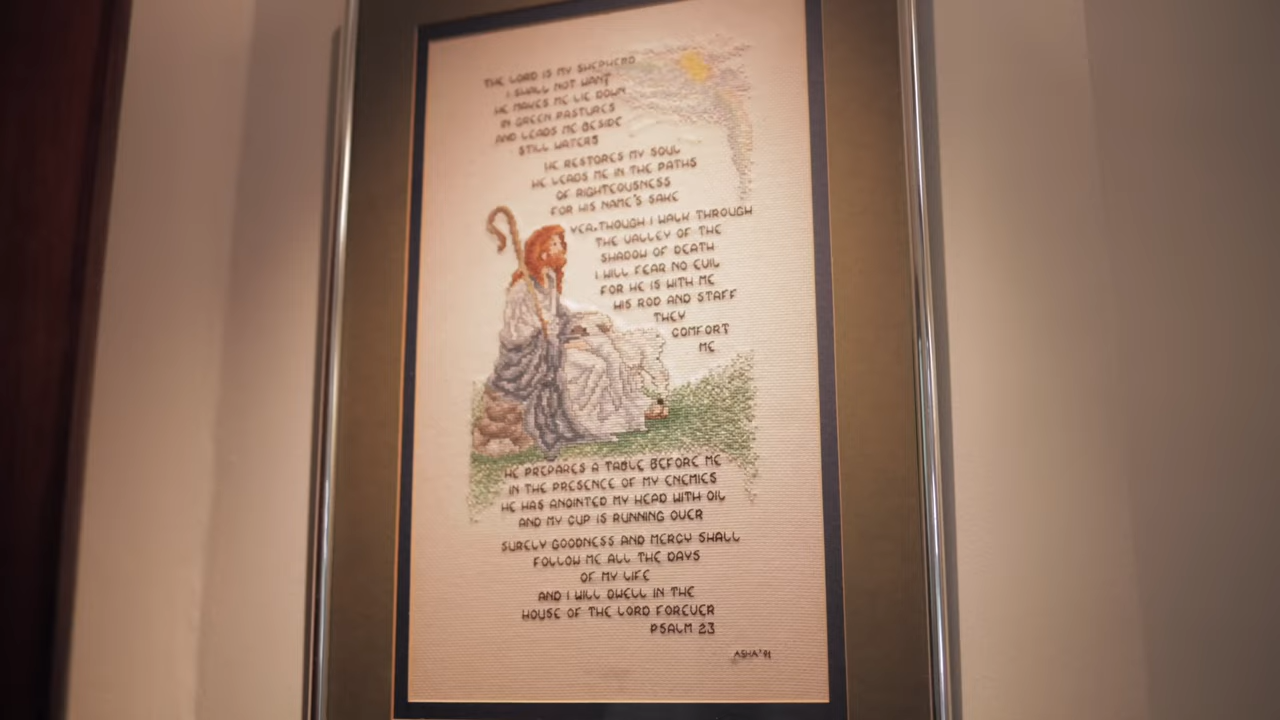 THE LORD IS MY SHEPHERD
I SHALL NOT WANT
HE MAKES ME LIE DOWN
IN GREEN PASTURES
AND LEADS ME BESIDE
STILL WATERS
HE RESTORES MY SOUL
HE LEADS ME IN THE PATHS
OF RIGHTEOUSNESS
FOR HIS NAME'S SAKE
YEA, THOUGH I WALK THROUGH
THE VALLEY OF THE
SHADOW OF DEATH
I WILL FEAR NO EVIL
FOR HE IS WITH ME
HIS ROD AND STAFF
THEY
COMFORT
ME
HE PREPARES A TABLE BEFORE ME
IN THE PRESENCE OF MY ENEMIES
HE HAS ANOINTED MY HEAD WITH OIL
AND MY CUP IS RUNNING OVER
SURELY GOODNESS AND MERCY SHALL
FOLLOW ME ALL THE DAYS
OF MY LIFE
AND I WILL DWELL IN THE
HOUSE OF THE LORD FOREVER
PSALM 23
ASHA '91